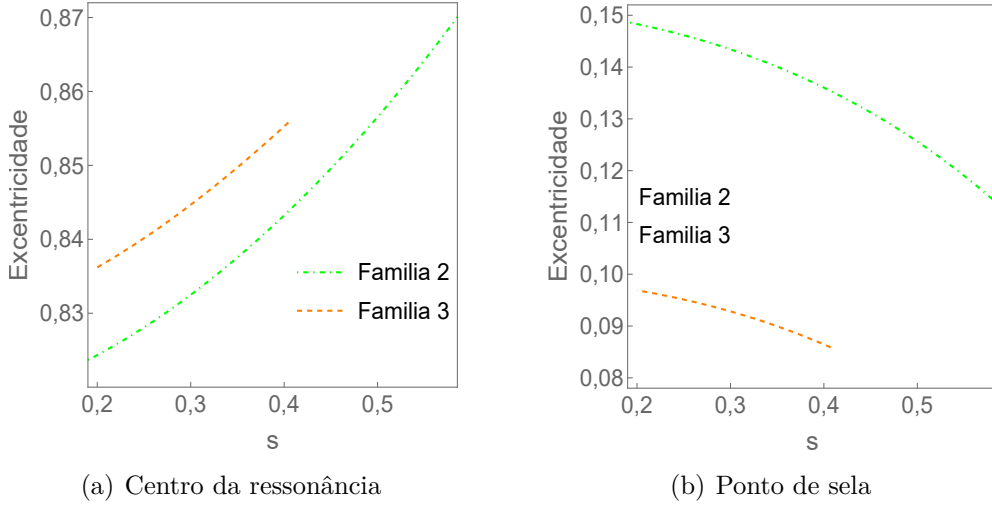 0,87
0,86
0,85
0,84
0,83
Excentricidade
Familia 2
Familia 3
0,2 0,3 0,4 0,5
s
(a) Centro da ressonância
0,15
0,14
0,13
0,12
0,11
0,10
0,09
0,08
Excentricidade
Familia 2
Familia 3
0,2 0,3 0,4 0,5
s
(b) Ponto de sela